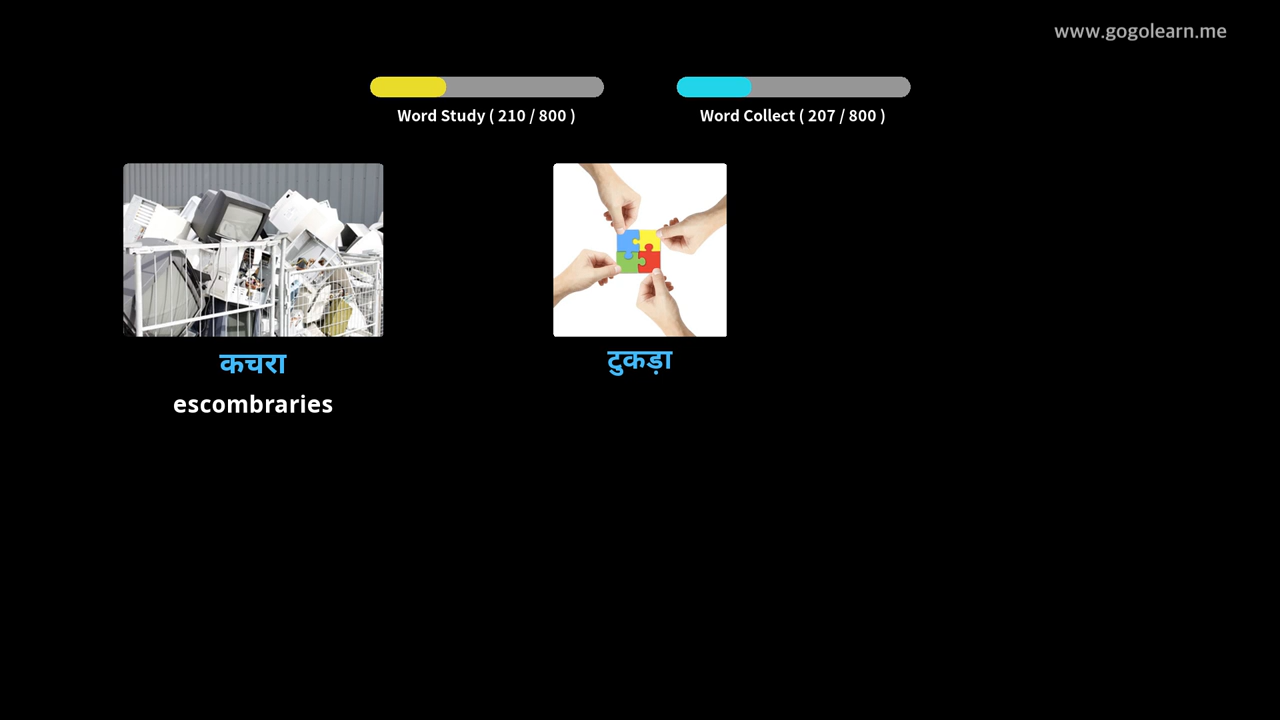 www.gogolearn.me
Word Study ( 210 / 800 )
Word Collect ( 207 / 800 )
कचरा
टुकड़ा
escombraries